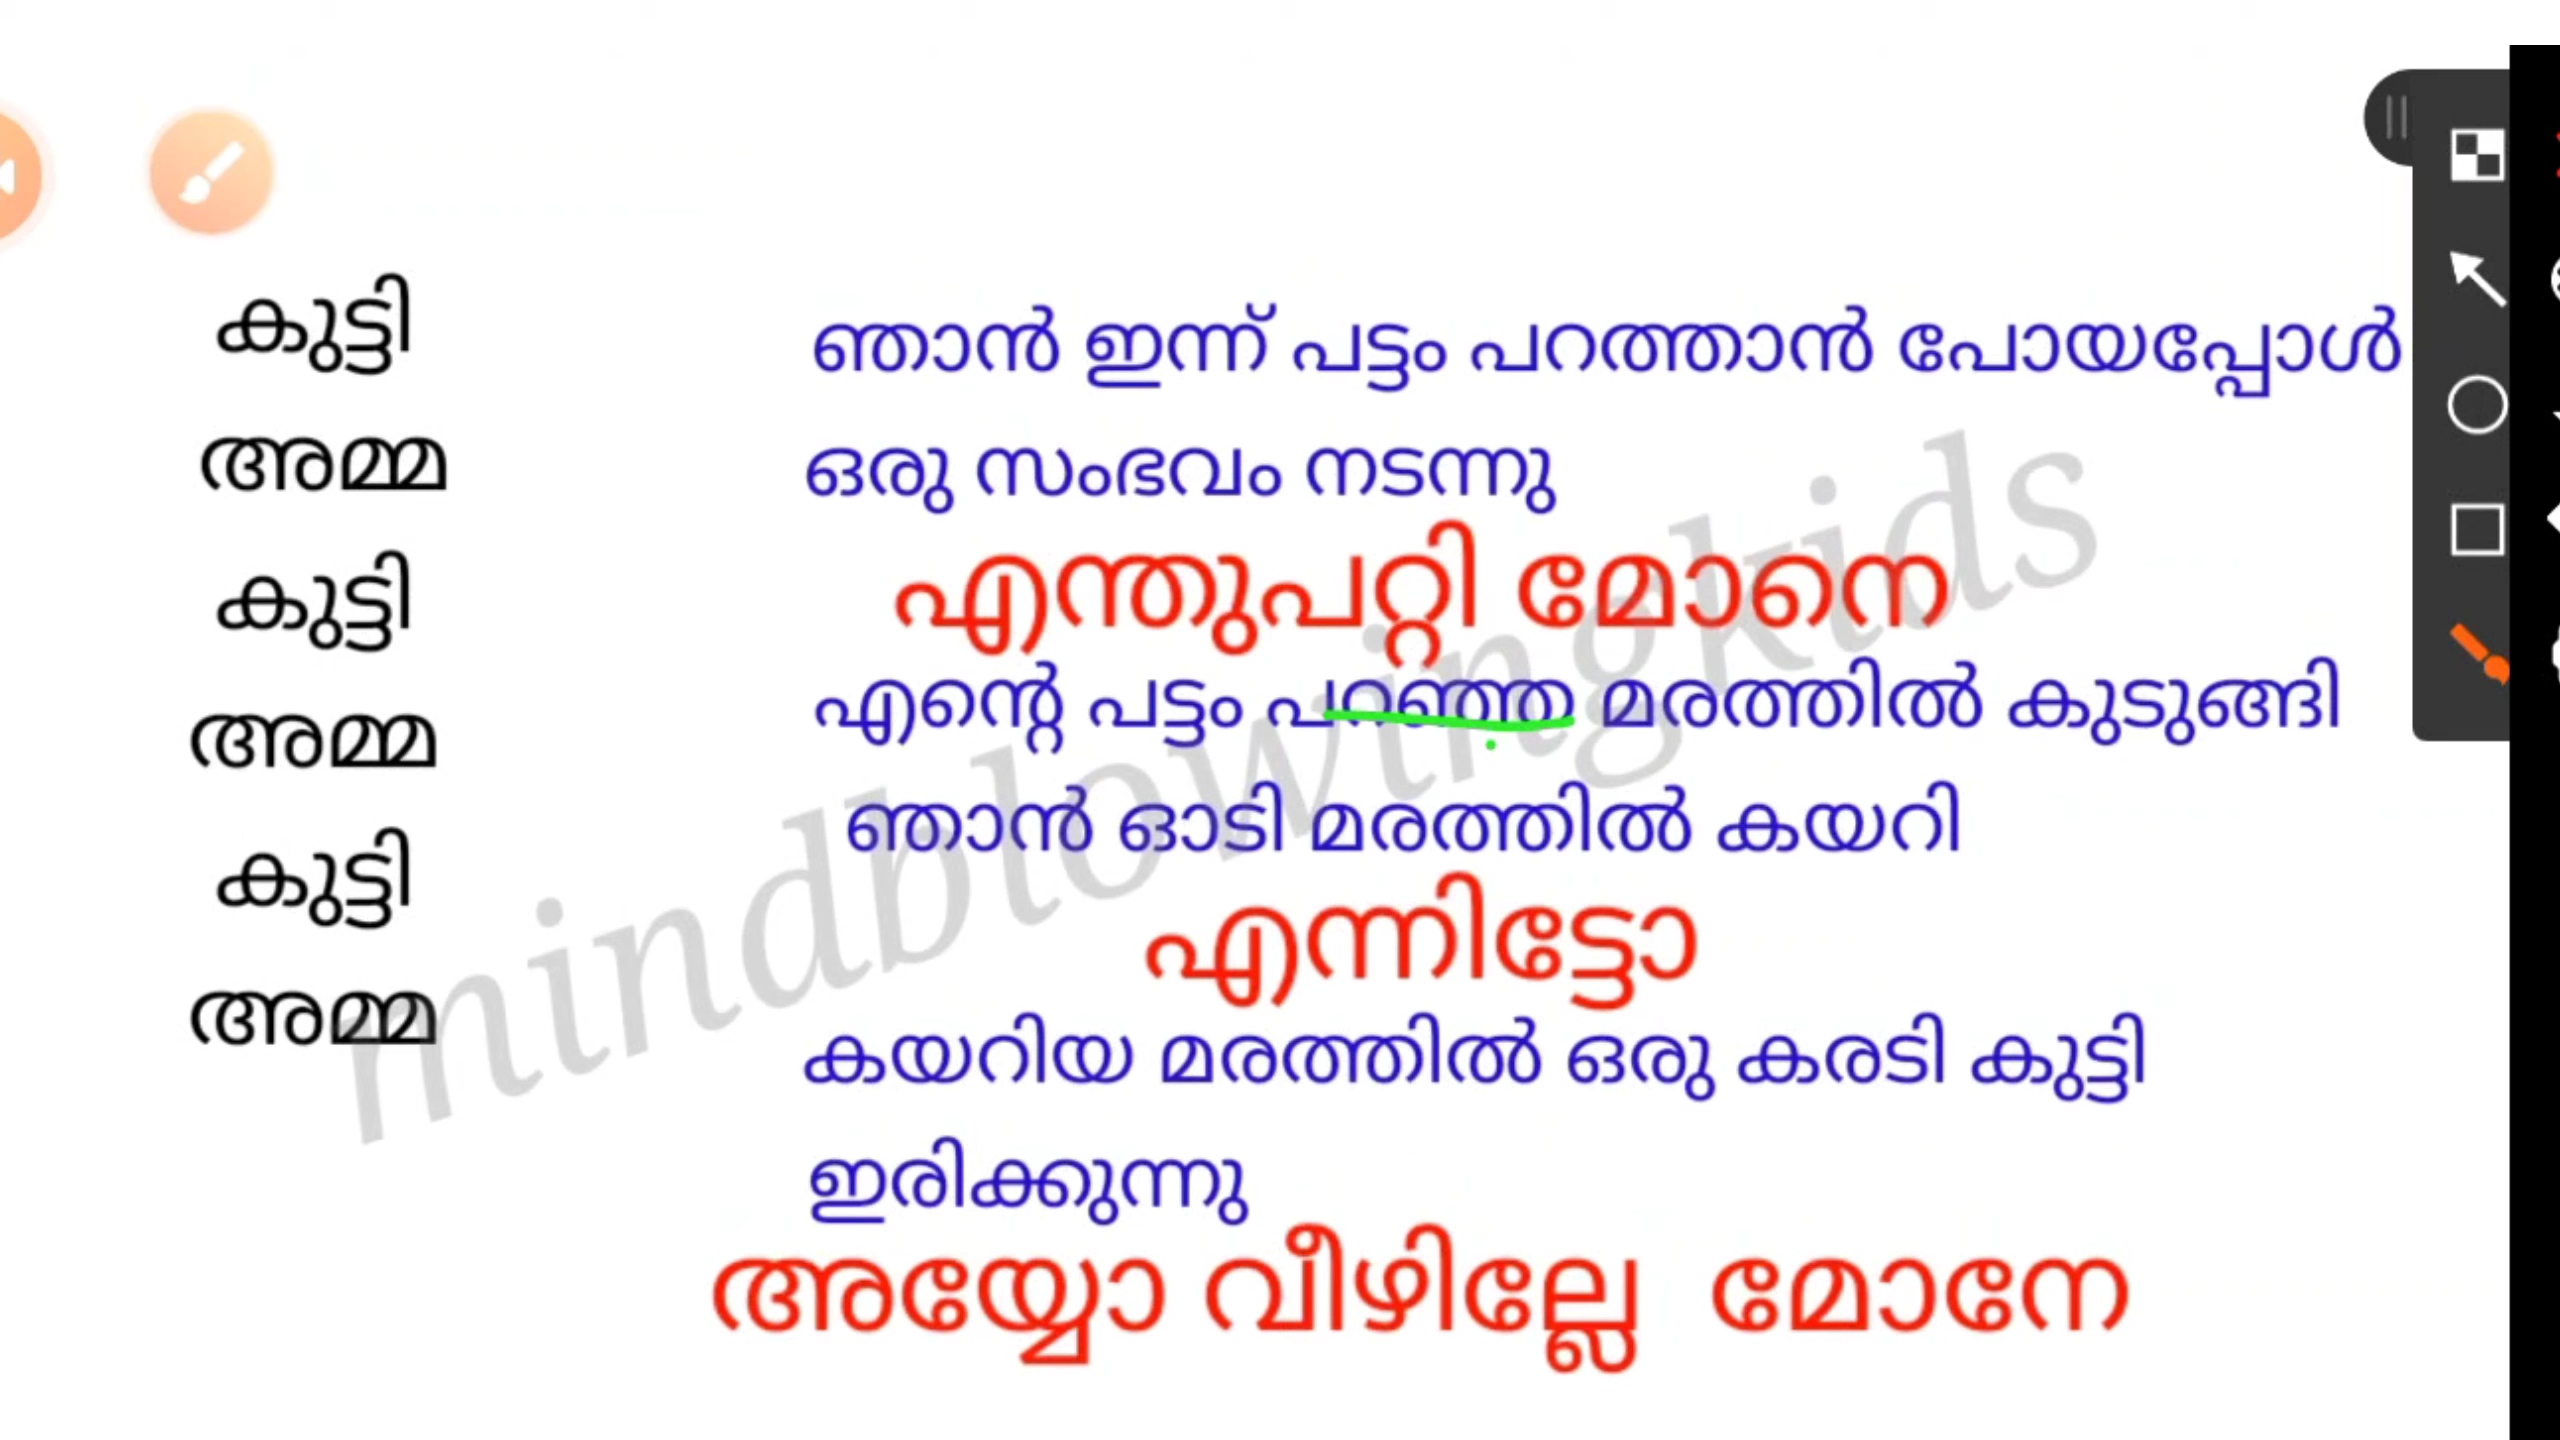 കുട്ടി
അമ്മ
കുട്ടി
അമ്മ
കുട്ടി
അമ്മ
ഞാൻ ഇന്ന് പട്ടം പറത്താൻ പോയപ്പോൾ
ഒരു സംഭവം നടന്നു
എന്തുപറ്റി മോനെ
എന്റെ പട്ടം പറഞ്ഞ മരത്തിൽ കുടുങ്ങി
ഞാൻ ഓടി മരത്തിൽ കയറി
എന്നിട്ടോ
കയറിയ മരത്തിൽ ഒരു കരടി കുട്ടി
ഇരിക്കുന്നു
അയ്യോ വീഴില്ലേ മോനേ
mindblowingkids